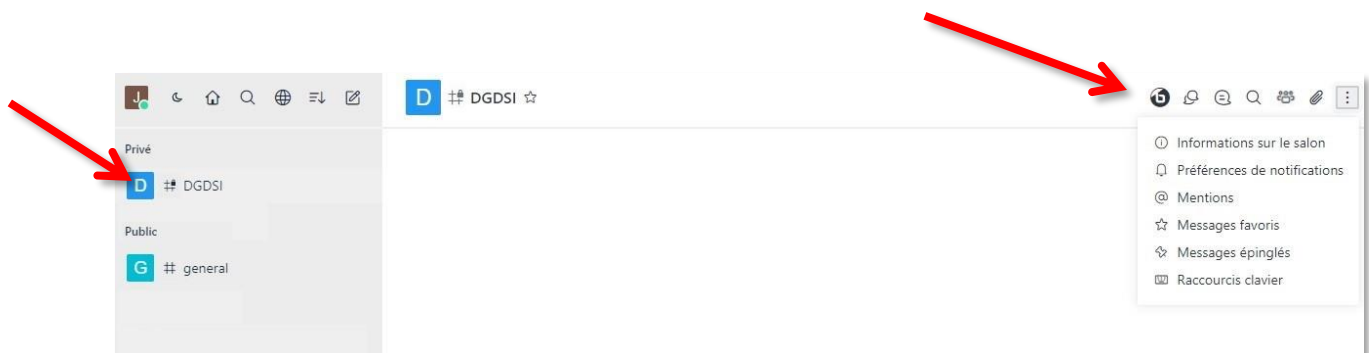 J
D DGDSI
Privé
D DGDSI
Public
G # general
Informations sur le salon
Préférences de notifications
@ Mentions
Messages favoris
Messages épinglés
Raccourcis clavier